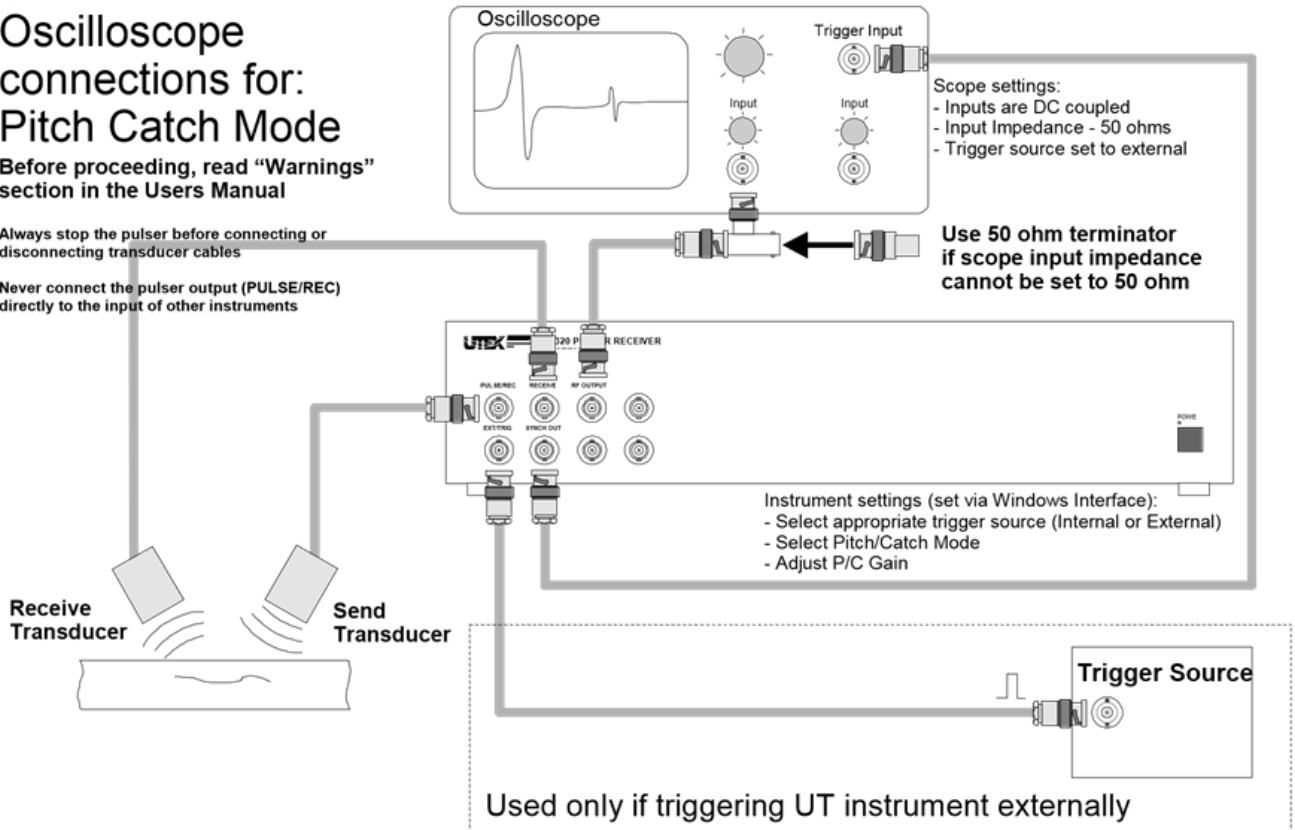 Oscilloscope
connections for:
Pitch Catch Mode
Before proceeding, read “Warnings”
section in the Users Manual
Always stop the pulser before connecting or
disconnecting transducer cables
Never connect the pulser output (PULSE/REC)
directly to the input of other instruments
Oscilloscope
Trigger Input
Input
Input
Scope settings:
- Inputs are DC coupled
- Input Impedance - 50 ohms
- Trigger source set to external
Use 50 ohm terminator
if scope input impedance
cannot be set to 50 ohm
UTEX
RECEIVER
PULSE/REC
RECEIVE
RF OUTPUT
EXT/TRIG
SYNCH OUT
POWE
R
Instrument settings (set via Windows Interface):
- Select appropriate trigger source (Internal or External)
- Select Pitch/Catch Mode
- Adjust P/C Gain
Receive
Transducer
Send
Transducer
Trigger Source
Used only if triggering UT instrument externally